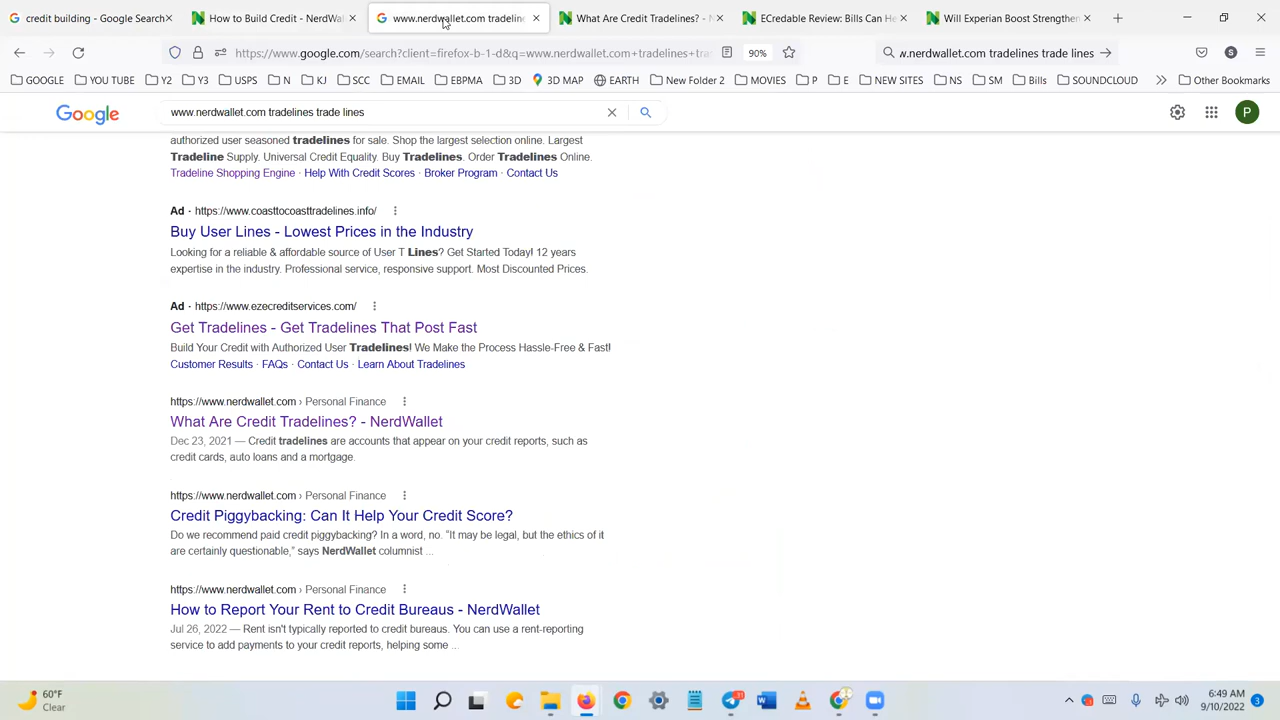 credit building - Google Search
How to Build Credit - NerdWal
www.nerdwallet.com tradelin
What Are Credit Tradelines? - N
ECredable Review: Bills Can He
Will Experian Boost Strengthen
https://www.google.com/search?client=firefox-b-1-d&q=www.nerdwallet.com+tradelines+tra
90%
w.nerdwallet.com tradelines trade lines
S
GOOGLE
YOU TUBE
Y2
Y3
USPS
N
KJ
SCC
EMAIL
EBPMA
3D
3D MAP
EARTH
New Folder 2
MOVIES
P
E
NEW SITES
NS
SM
Bills
SOUNDCLOUD
Other Bookmarks
Google
www.nerdwallet.com tradelines trade lines
P
authorized user seasoned tradelines for sale. Shop the largest selection online. Largest
Tradeline Supply. Universal Credit Equality. Buy Tradelines. Order Tradelines Online.
Tradeline Shopping Engine · Help With Credit Scores · Broker Program · Contact Us
Ad · https://www.coasttocoasttradelines.info/
Buy User Lines - Lowest Prices in the Industry
Looking for a reliable & affordable source of User T Lines? Get Started Today! 12 years
expertise in the industry. Professional service, responsive support. Most Discounted Prices.
Ad · https://www.ezecreditservices.com/
Get Tradelines - Get Tradelines That Post Fast
Build Your Credit with Authorized User Tradelines! We Make the Process Hassle-Free & Fast!
Customer Results · FAQs · Contact Us · Learn About Tradelines
https://www.nerdwallet.com › Personal Finance
What Are Credit Tradelines? - NerdWallet
Dec 23, 2021 — Credit tradelines are accounts that appear on your credit reports, such as
credit cards, auto loans and a mortgage.
https://www.nerdwallet.com › Personal Finance
Credit Piggybacking: Can It Help Your Credit Score?
Do we recommend paid credit piggybacking? In a word, no. "It may be legal, but the ethics of it
are certainly questionable," says NerdWallet columnist ...
https://www.nerdwallet.com › Personal Finance
How to Report Your Rent to Credit Bureaus - NerdWallet
Jul 26, 2022 — Rent isn't typically reported to credit bureaus. You can use a rent-reporting
service to add payments to your credit reports, helping some ...
60°F
Clear
31
6:49 AM
9/10/2022
3